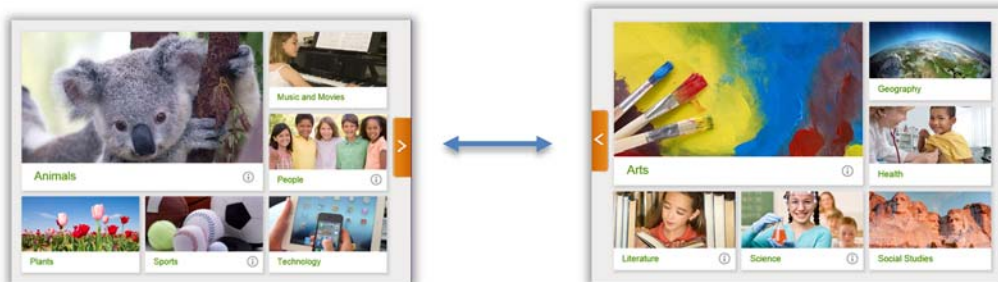 Music and Movies
Animals
People
Plants
Sports
Technology
Geography
Arts
Health
Literature
Science
Social Studies